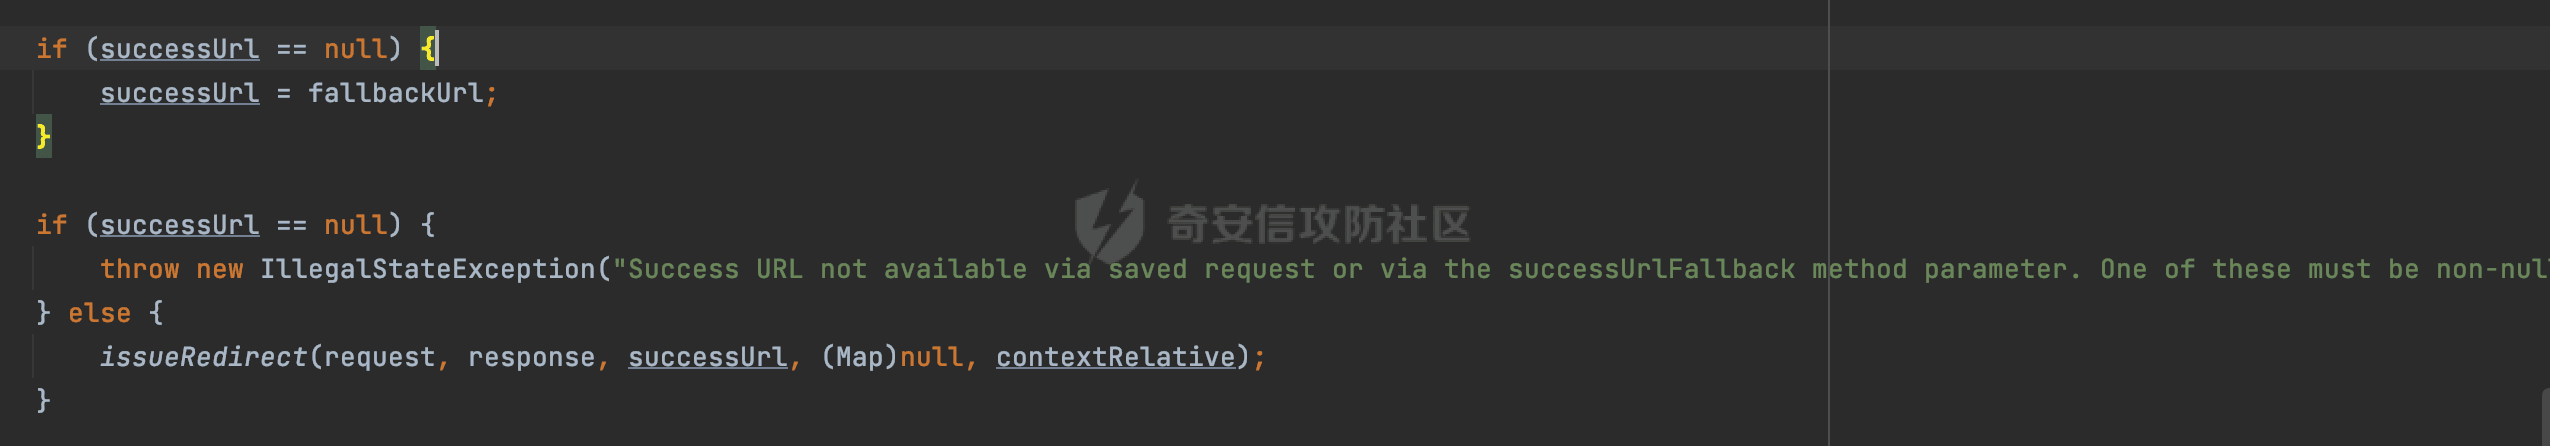 if (successUrl == null) {
successUrl = fallbackUrl;
}
if (successUrl == null) {
throw new IllegalStateException("Success URL not available via saved request or via the successUrlFallback method parameter. One of these must be non-nul
} else {
issueRedirect(request, response, successUrl, (Map)null, contextRelative);
}
奇安信攻防社区